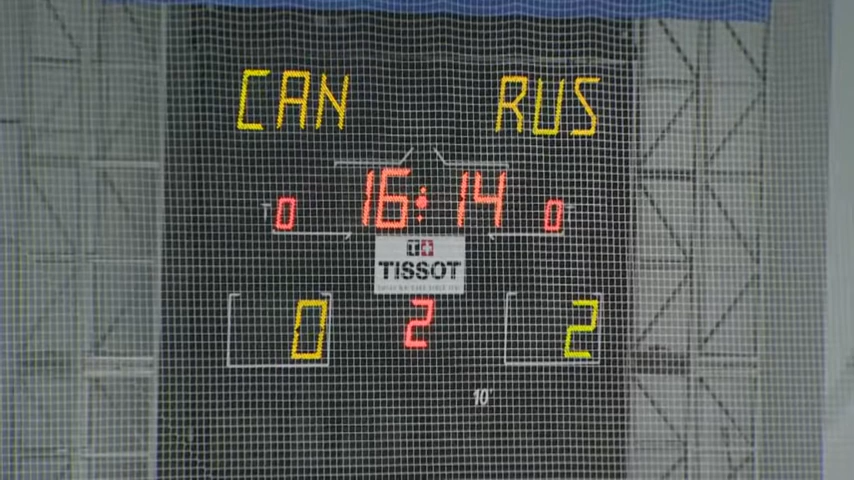 CAN RUS
T 0 16:14 0 T
T+
TISSOT
0 2 2
10'